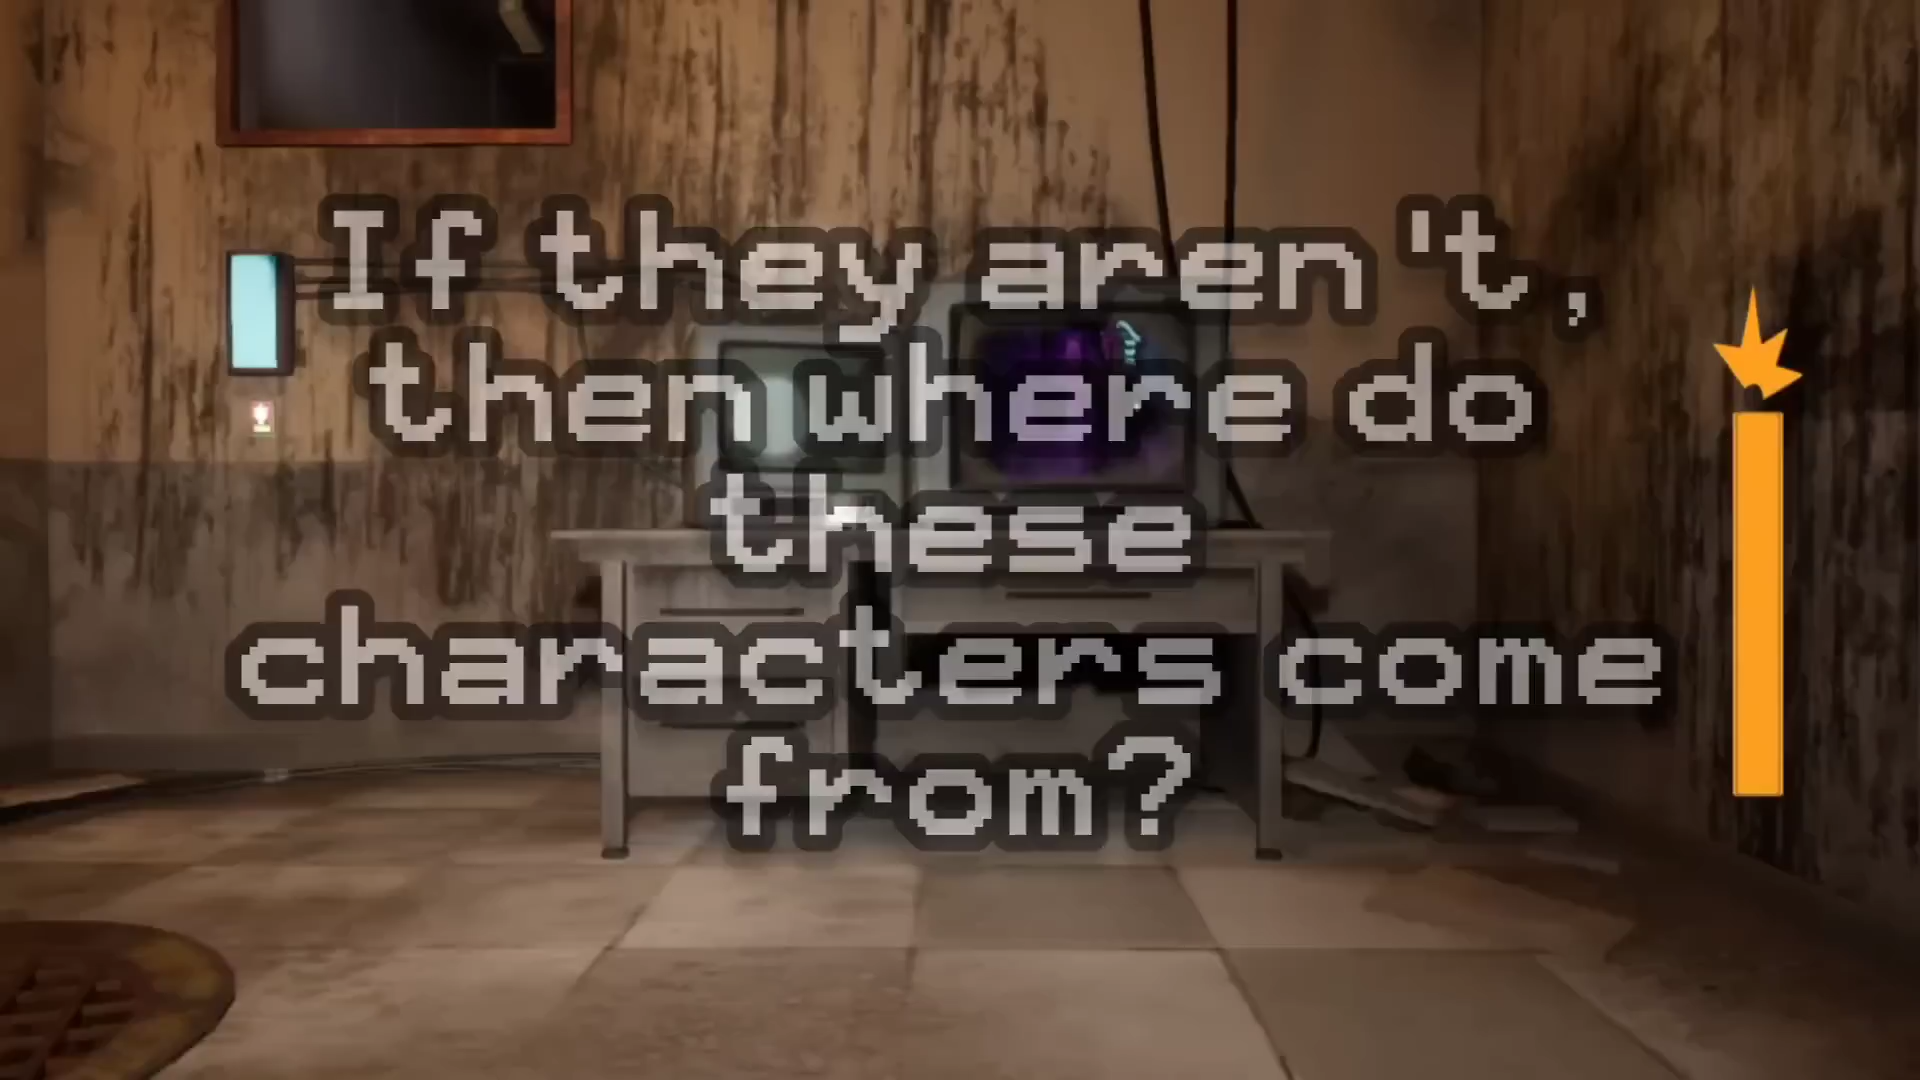 If they aren't,
then where do
these
characters come
from?